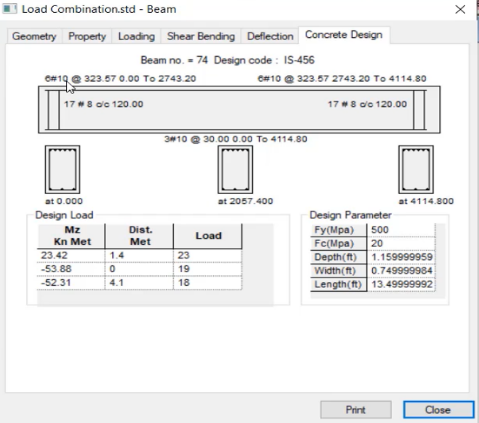 Load Combination.std - Beam
Geometry Property Loading Shear Bending Deflection Concrete Design
Beam no. = 74 Design code : IS-456
6#10 @ 323.57 0.00 To 2743.20 6#10 @ 323.57 2743.20 To 4114.80
17 # 8 c/c 120.00 17 # 8 c/c 120.00
3#10 @ 30.00 0.00 To 4114.80
at 0.000 at 2057.400 at 4114.800
Design Load Design Parameter
Mz Kn Met Dist. Met Load
23.42 1.4 23
-53.88 0 19
-52.31 4.1 18
Fy(Mpa) 500
Fc(Mpa) 20
Depth(ft) 1.159999959
Width(ft) 0.749999984
Length(ft) 13.49999992
Print Close